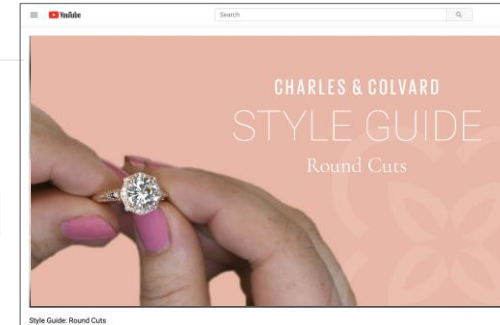 YouTube
Search
CHARLES & COLVARD
STYLE GUIDE
Round Cuts
Style Guide: Round Cuts